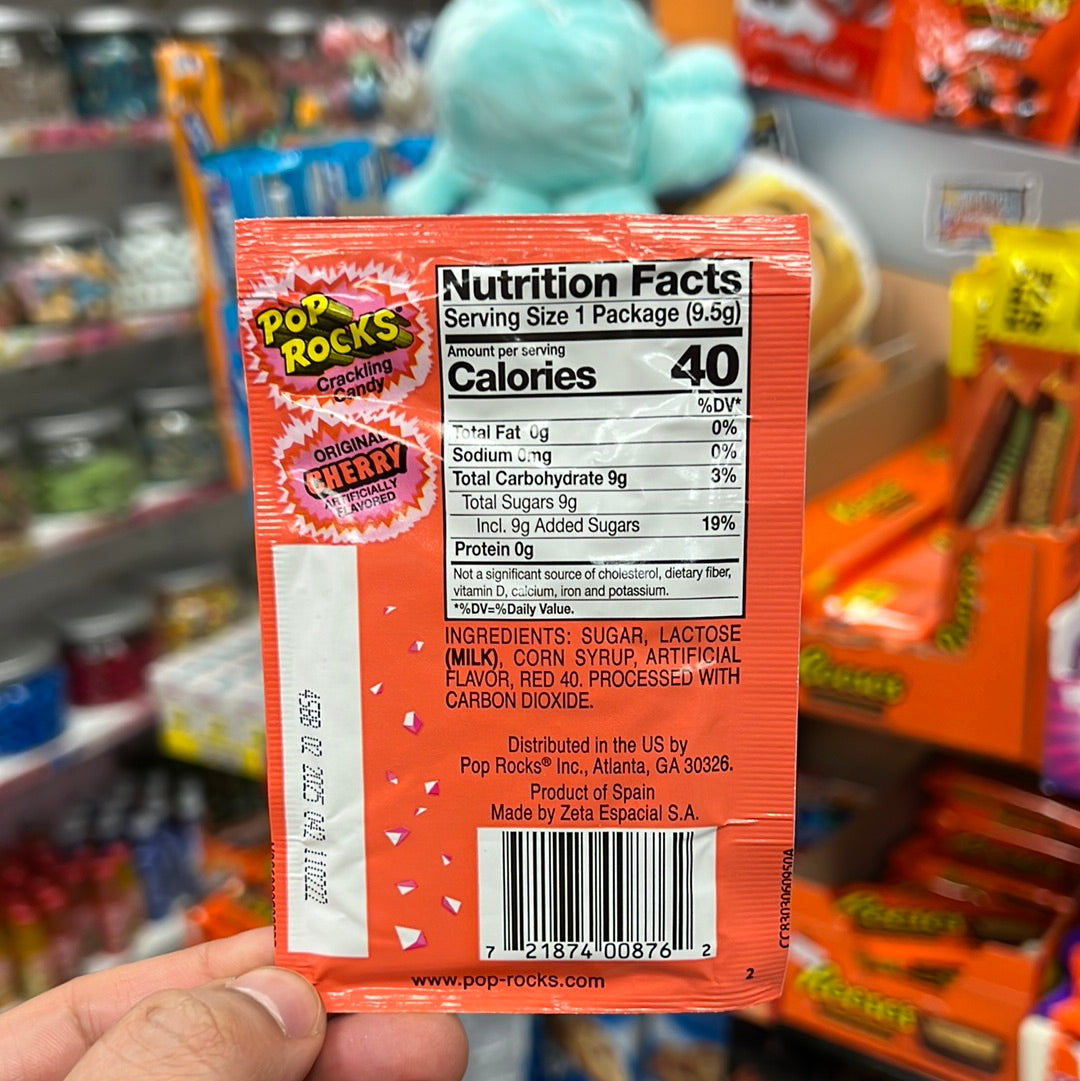 POP
ROCKS
Crackling
Candy
ORIGINAL
CHERRY
ARTIFICIALLY
FLAVORED
Nutrition Facts
Serving Size 1 Package (9.5g)
Amount per serving
Calories 40
%DV*
Total Fat 0g 0%
Sodium 0mg 0%
Total Carbohydrate 9g 3%
Total Sugars 9g
Incl. 9g Added Sugars 19%
Protein 0g
Not a significant source of cholesterol, dietary fiber,
vitamin D, calcium, iron and potassium.
*%DV=%Daily Value.
INGREDIENTS: SUGAR, LACTOSE
(MILK), CORN SYRUP, ARTIFICIAL
FLAVOR, RED 40. PROCESSED WITH
CARBON DIOXIDE.
Distributed in the US by
Pop Rocks® Inc., Atlanta, GA 30326.
Product of Spain
Made by Zeta Espacial S.A.
7 21874 00876 2
www.pop-rocks.com
2
CCB303060950A
Reese's
Reese's
Reese's